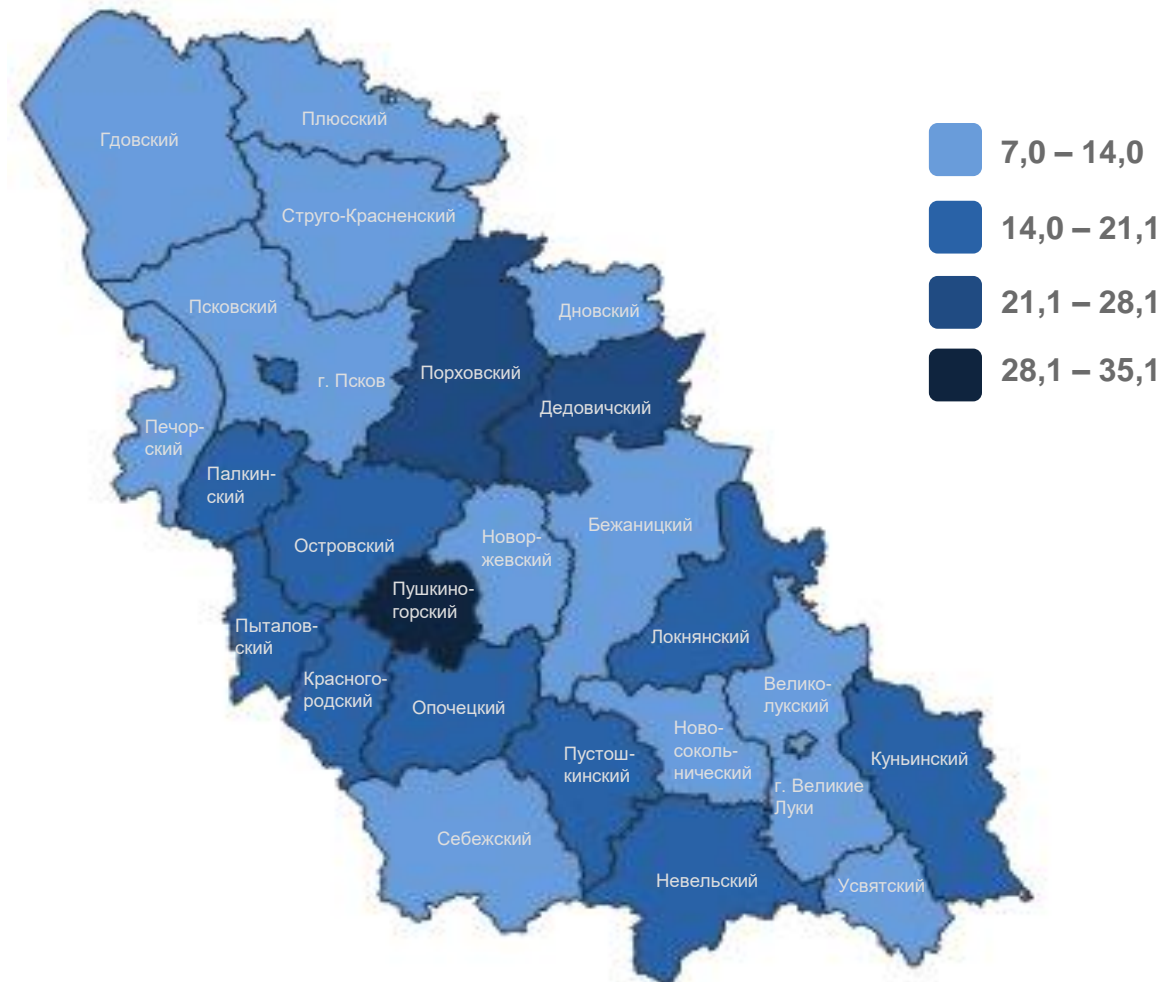 Гдовский
Плюсский
Струго-Красненский
Псковский
Дновский
г. Псков
Порховский
Дедовичский
Печор-
ский
Палкин-
ский
Островский
Новор-
жевский
Бежаницкий
Пушкино-
горский
Пыталов-
ский
Локнянский
Красного-
родский
Опочецкий
Велико-
лукский
Пустош-
кинский
Ново-
соколь-
нический
Куньинский
г. Великие
Луки
Себежский
Невельский
Усвятский
7,0 – 14,0
14,0 – 21,1
21,1 – 28,1
28,1 – 35,1